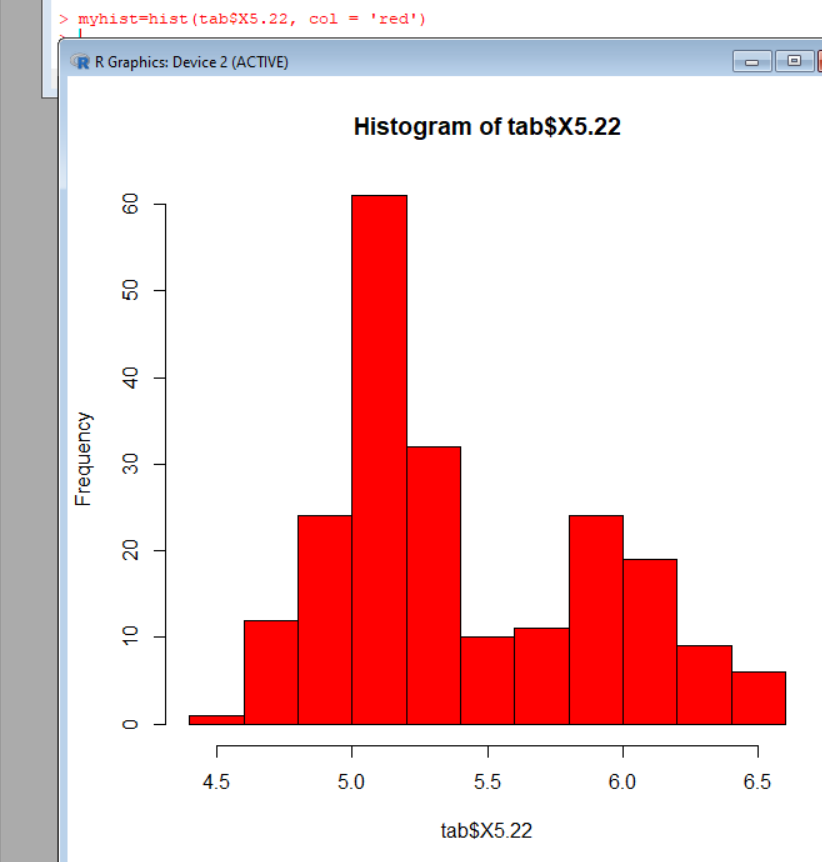 > myhist=hist(tab$X5.22, col = 'red')
>
R R Graphics: Device 2 (ACTIVE)
Histogram of tab$X5.22
60
50
40
30
20
10
0
Frequency
4.5 5.0 5.5 6.0 6.5
tab$X5.22